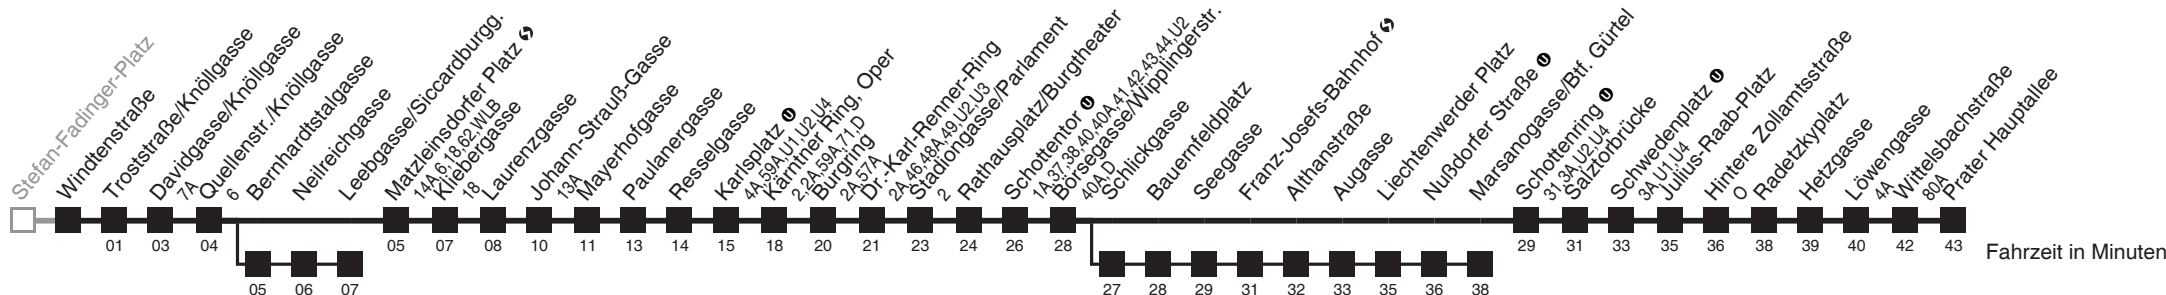 Stefan-Fadinger-Platz
Windtenstraße
Troststraße/Knöllgasse
Davidgasse/Knöllgasse
7A
Quellenstr./Knöllgasse
6
Bernhardtstalgasse
Neilreichgasse
Leebgasse/Siccardburgg.
Matzleinsdorfer Platz
14A,6,18,62,WLB
Kliebergasse
18
Laurenzgasse
Johann-Strauß-Gasse
13A
Mayerhofgasse
Paulanergasse
Resselgasse
Karlsplatz U
4A,59A,U1,U2,U4
Kärntner Ring, Oper
2,2A,59A,71,D
Burgring
2A,57A
Dr.-Karl-Renner-Ring
2A,46,48A,49,U2,U3
Stadiongasse/Parlament
2
Rathausplatz/Burgtheater
Schottentor U
1A,37,38,40,40A,41,42,43,44,U2
Börsegasse/Wipplingerstr.
40A,D
Schlickgasse
Bauernfeldplatz
Seegasse
Franz-Josefs-Bahnhof
Althanstraße
Augasse
Liechtenwerder Platz
Nußdorfer Straße U
Marsanogasse/Btf. Gürtel
Schottenring U
31,3A,U2,U4
Salztorbrücke
Schwedenplatz U
3A,U1,U4
Julius-Raab-Platz
Hintere Zollamtsstraße
O
Radetzkyplatz
Hetzgasse
Löwengasse
4A
Wittelsbachstraße
80A
Prater Hauptallee
01 03 04 05 07 08 10 11 13 14 15 18 20 21 23 24 26 28 29 31 33 35 36 38 39 40 42 43
Fahrzeit in Minuten
05 06 07 27 28 29 31 32 33 35 36 38